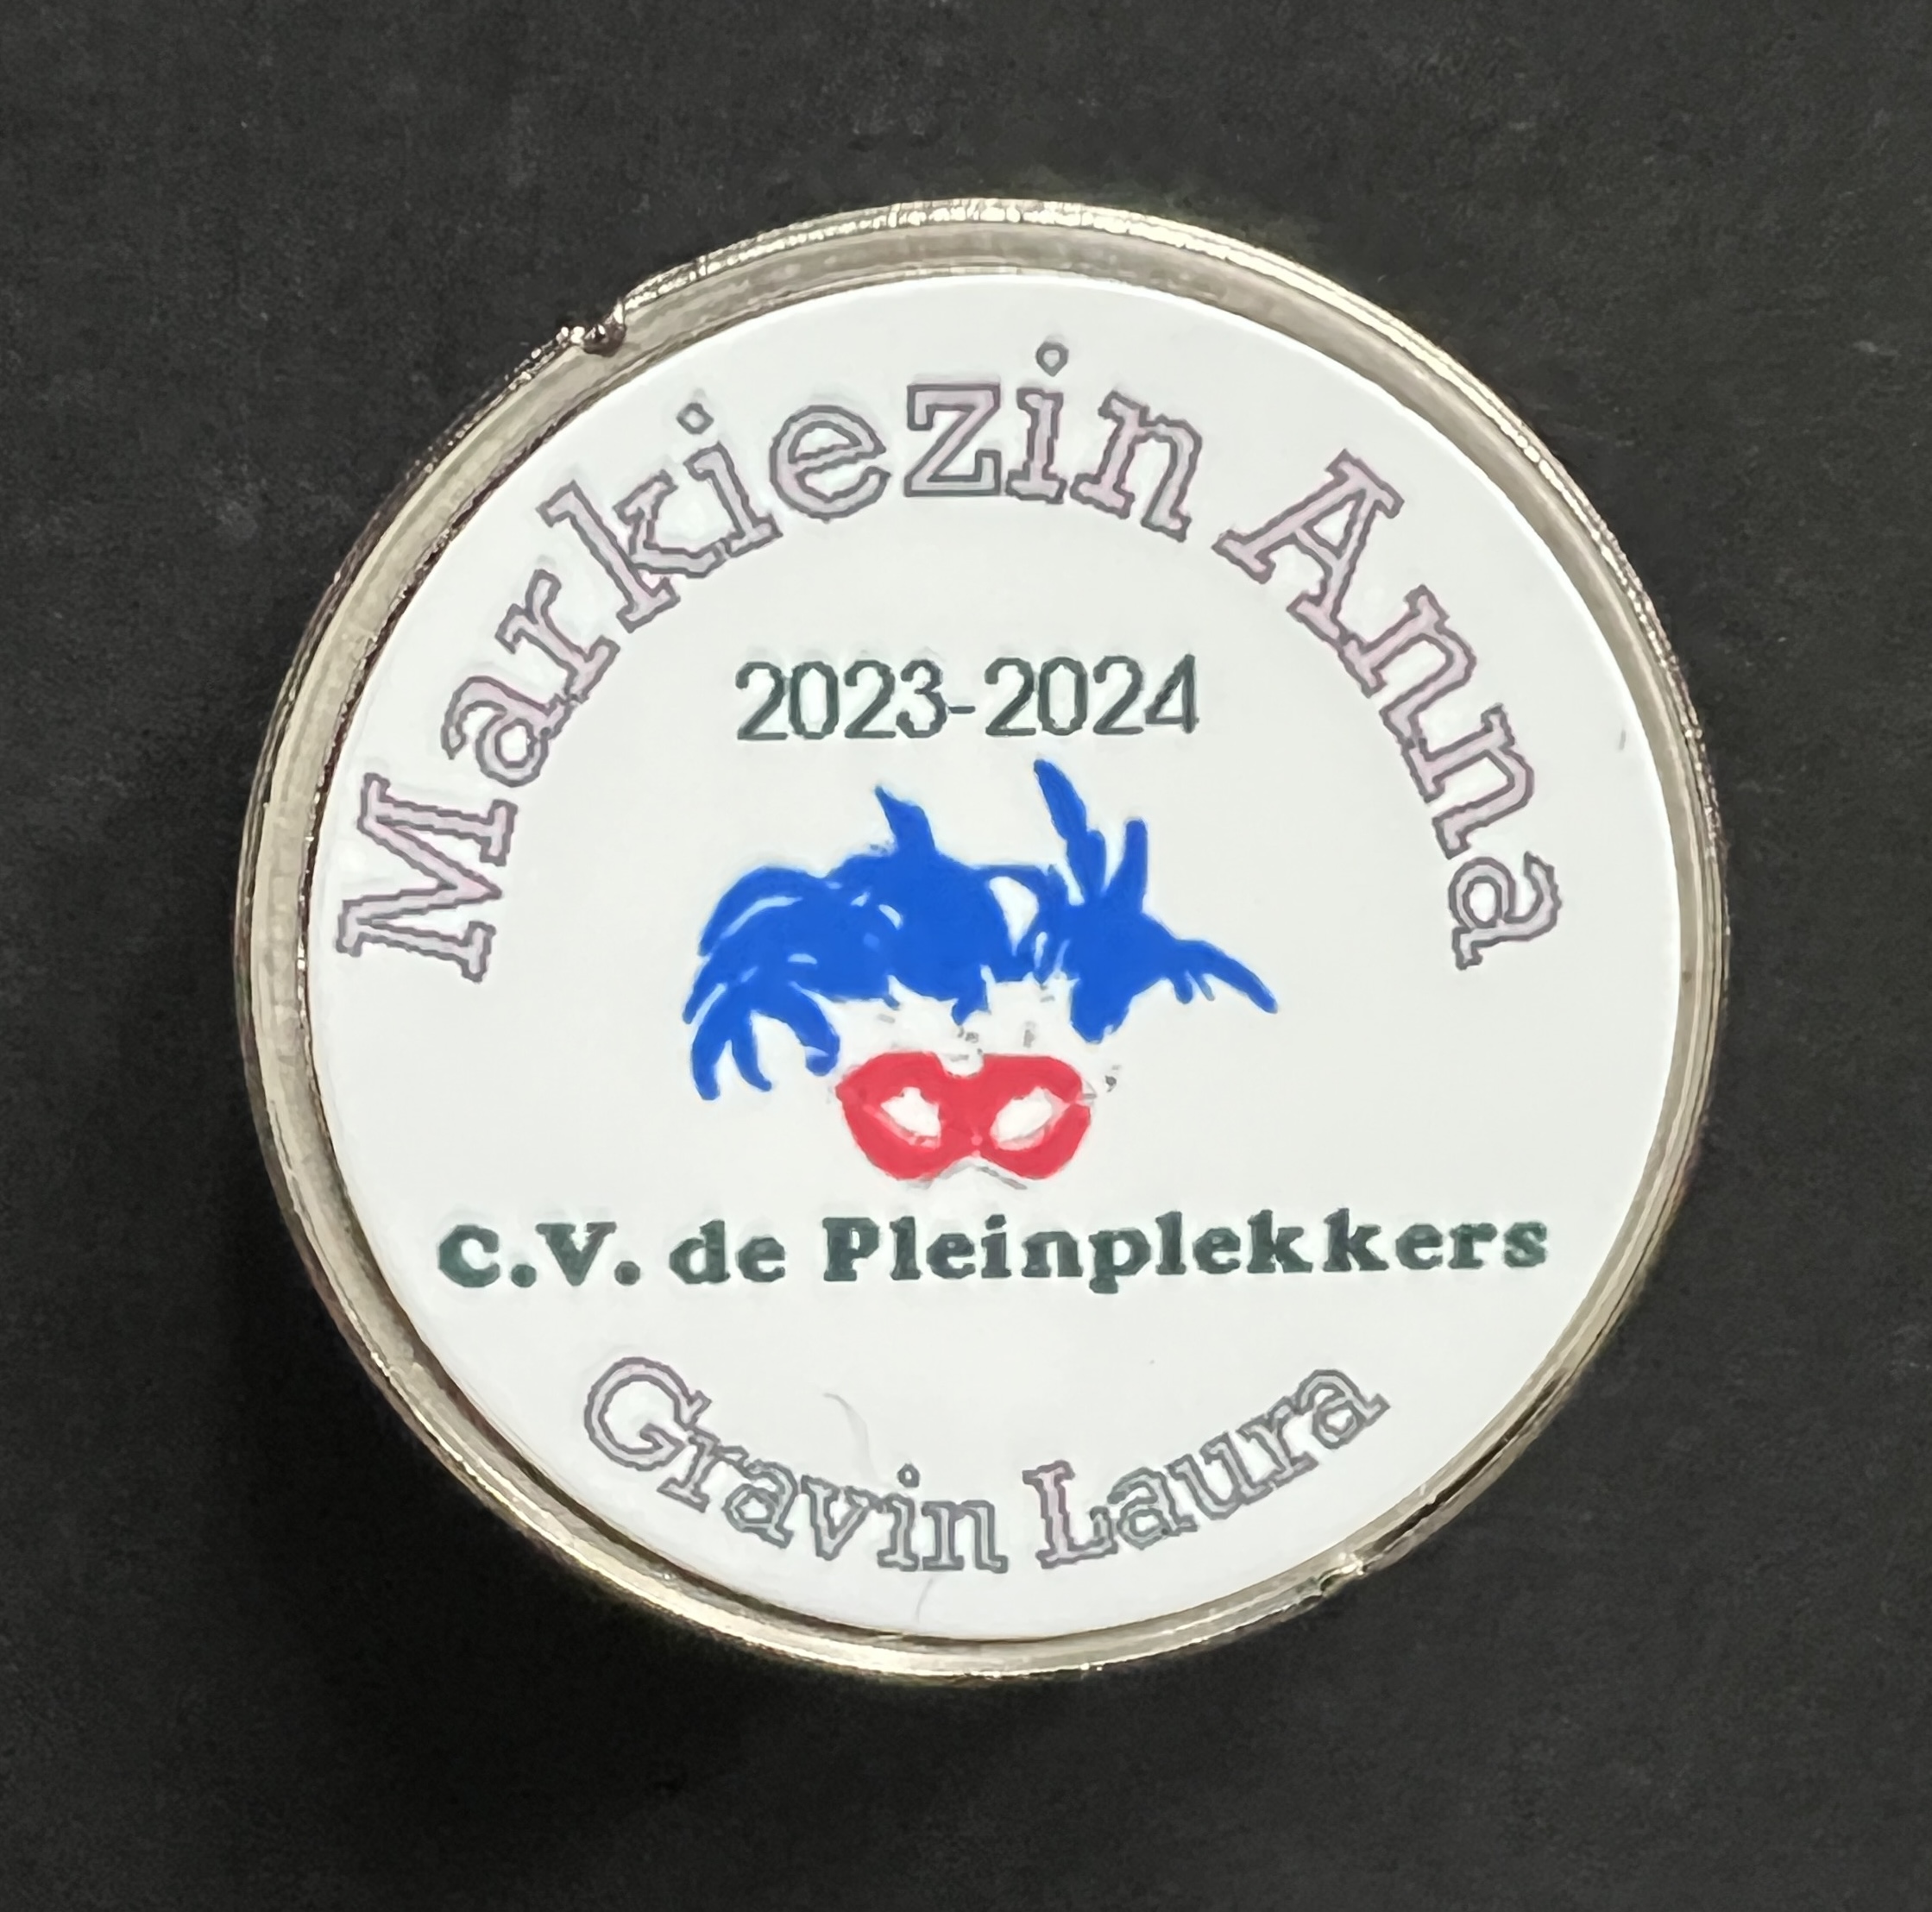 Markiezin Anna
2023-2024
C.V. de Pleinplekkers
Gravin Laura